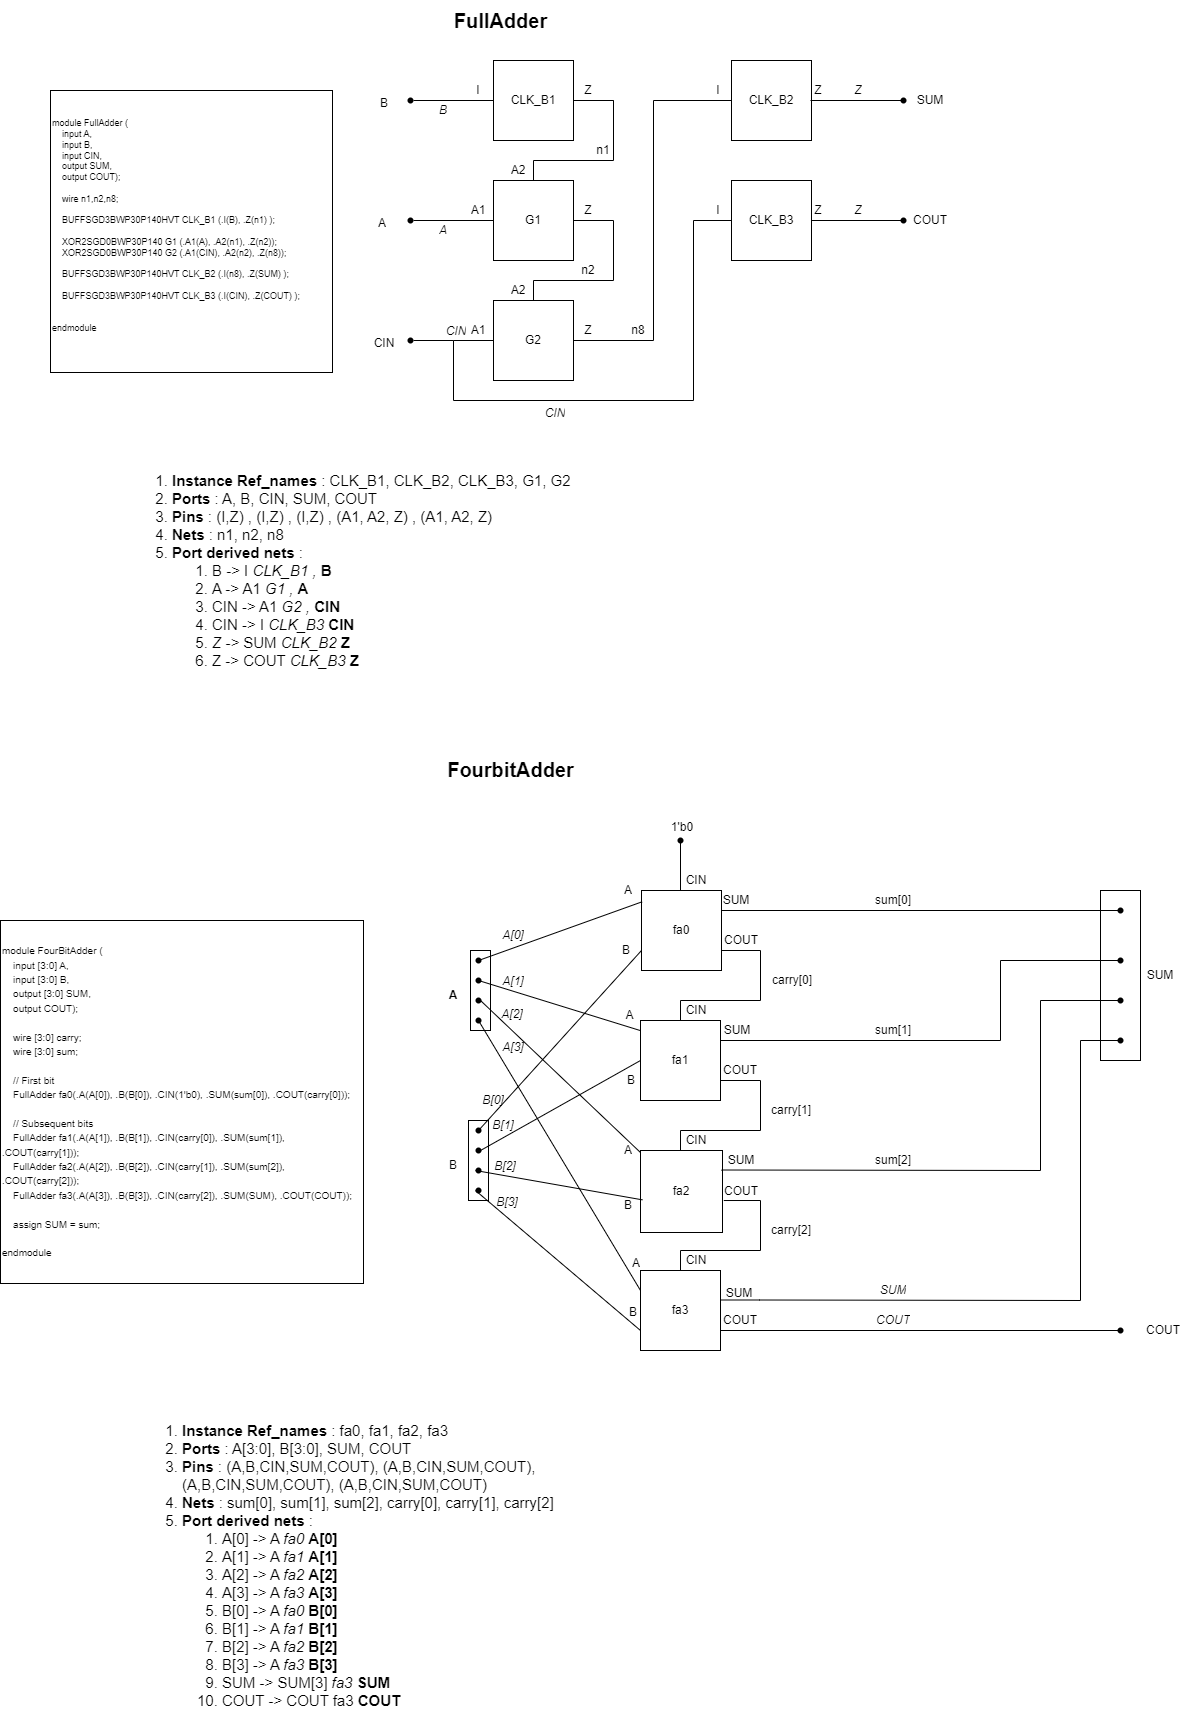 FullAdder
module FullAdder (
input A,
input B,
input CIN,
output SUM,
output COUT);
wire n1,n2,n8;
BUFFSGD3BWP30P140HVT CLK_B1 (.I(B), .Z(n1) );
XOR2SGD0BWP30P140 G1 (.A1(A), .A2(n1), .Z(n2));
XOR2SGD0BWP30P140 G2 (.A1(CIN), .A2(n2), .Z(n8));
BUFFSGD3BWP30P140HVT CLK_B2 (.I(n8), .Z(SUM) );
BUFFSGD3BWP30P140HVT CLK_B3 (.I(CIN), .Z(COUT) );
endmodule
B
B
I
CLK_B1
Z
n1
I
CLK_B2
Z
Z
SUM
A2
A
A
A1
G1
Z
n2
I
CLK_B3
Z
Z
COUT
A2
CIN
CIN
A1
G2
Z
n8
CIN
1. Instance Ref_names : CLK_B1, CLK_B2, CLK_B3, G1, G2
2. Ports : A, B, CIN, SUM, COUT
3. Pins : (I,Z) , (I,Z) , (I,Z) , (A1, A2, Z) , (A1, A2, Z)
4. Nets : n1, n2, n8
5. Port derived nets :
1. B -> I CLK_B1 , B
2. A -> A1 G1 , A
3. CIN -> A1 G2 , CIN
4. CIN -> I CLK_B3 CIN
5. Z -> SUM CLK_B2 Z
6. Z -> COUT CLK_B3 Z
FourbitAdder
module FourBitAdder (
input [3:0] A,
input [3:0] B,
output [3:0] SUM,
output COUT);
wire [3:0] carry;
wire [3:0] sum;
// First bit
FullAdder fa0(.A(A[0]), .B(B[0]), .CIN(1'b0), .SUM(sum[0]), .COUT(carry[0]));
// Subsequent bits
FullAdder fa1(.A(A[1]), .B(B[1]), .CIN(carry[0]), .SUM(sum[1]),
.COUT(carry[1]));
FullAdder fa2(.A(A[2]), .B(B[2]), .CIN(carry[1]), .SUM(sum[2]),
.COUT(carry[2]));
FullAdder fa3(.A(A[3]), .B(B[3]), .CIN(carry[2]), .SUM(SUM), .COUT(COUT));
assign SUM = sum;
endmodule
1'b0
CIN
A
B
fa0
SUM
sum[0]
COUT
carry[0]
A
A[0]
A[1]
A[2]
A[3]
SUM
CIN
A
B
fa1
SUM
sum[1]
COUT
carry[1]
B
B[0]
B[1]
B[2]
B[3]
CIN
A
B
fa2
SUM
sum[2]
COUT
carry[2]
CIN
A
B
fa3
SUM
SUM
COUT
COUT
COUT
1. Instance Ref_names : fa0, fa1, fa2, fa3
2. Ports : A[3:0], B[3:0], SUM, COUT
3. Pins : (A,B,CIN,SUM,COUT), (A,B,CIN,SUM,COUT),
(A,B,CIN,SUM,COUT), (A,B,CIN,SUM,COUT)
4. Nets : sum[0], sum[1], sum[2], carry[0], carry[1], carry[2]
5. Port derived nets :
1. A[0] -> A fa0 A[0]
2. A[1] -> A fa1 A[1]
3. A[2] -> A fa2 A[2]
4. A[3] -> A fa3 A[3]
5. B[0] -> A fa0 B[0]
6. B[1] -> A fa1 B[1]
7. B[2] -> A fa2 B[2]
8. B[3] -> A fa3 B[3]
9. SUM -> SUM[3] fa3 SUM
10. COUT -> COUT fa3 COUT